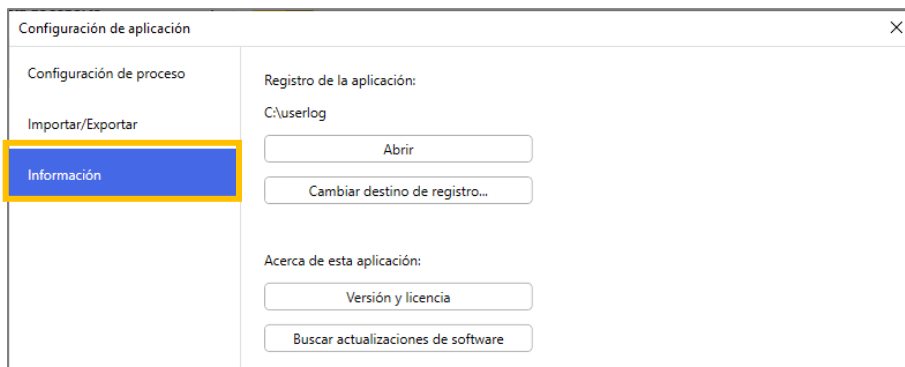 Configuración de aplicación
Configuración de proceso
Importar/Exportar
Información
Registro de la aplicación:
C:\userlog
Abrir
Cambiar destino de registro...
Acerca de esta aplicación:
Versión y licencia
Buscar actualizaciones de software